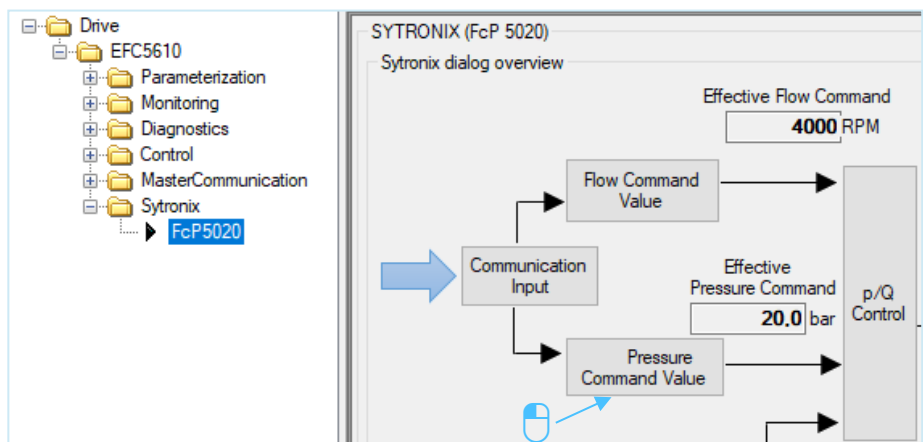 Drive
EFC5610
Parameterization
Monitoring
Diagnostics
Control
MasterCommunication
Sytronix
FcP5020
SYTRONIX (FcP 5020)
Sytronix dialog overview
Effective Flow Command
4000 RPM
Flow Command
Value
Communication
Input
Effective
Pressure Command
20.0 bar
p/Q
Control
Pressure
Command Value